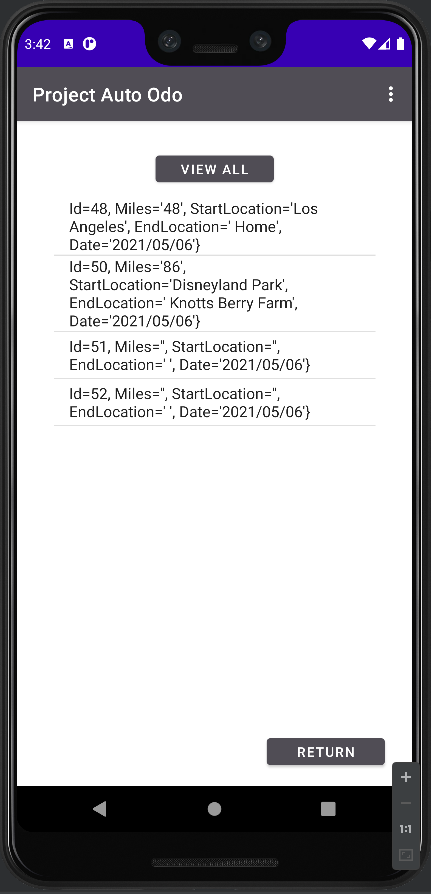 3:42
Project Auto Odo
VIEW ALL
Id=48, Miles='48', StartLocation='Los
Angeles', EndLocation=' Home',
Date='2021/05/06'}
Id=50, Miles='86',
StartLocation='Disneyland Park',
EndLocation=' Knotts Berry Farm',
Date='2021/05/06'}
Id=51, Miles='', StartLocation='',
EndLocation=' ', Date='2021/05/06'}
Id=52, Miles='', StartLocation='',
EndLocation=' ', Date='2021/05/06'}
RETURN
1:1